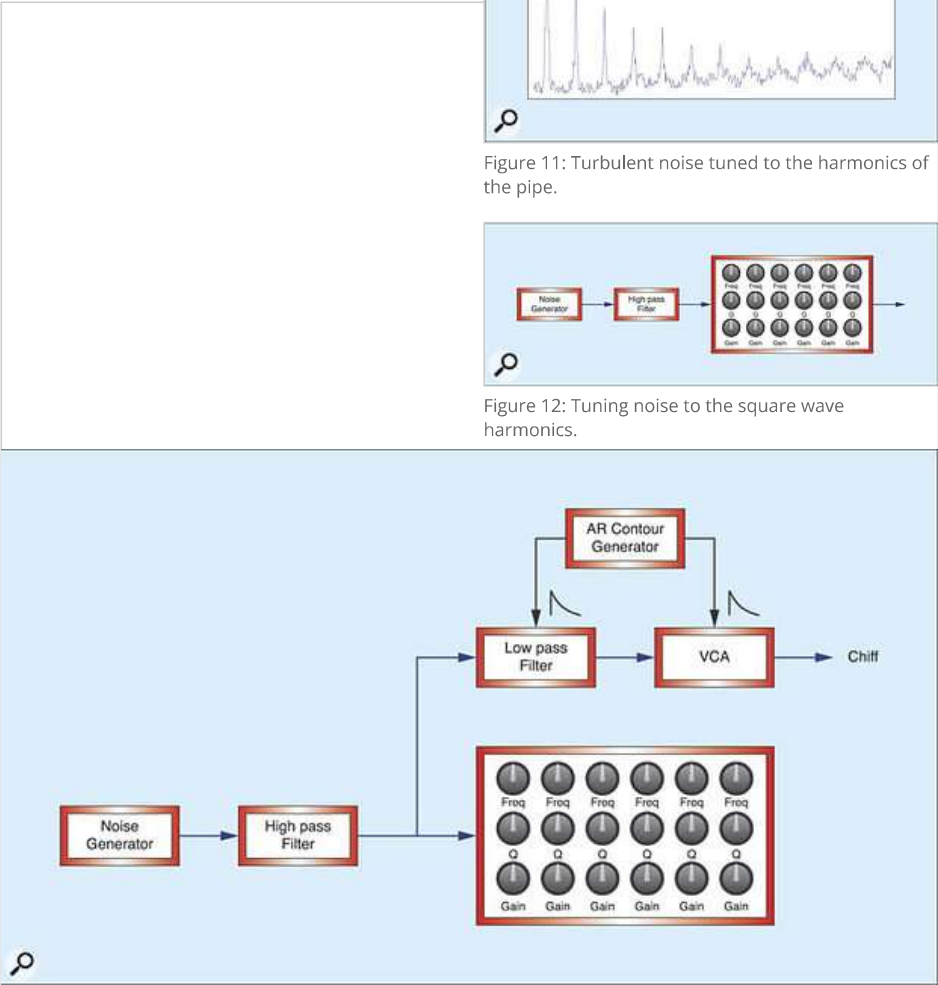 Figure 11: Turbulent noise tuned to the harmonics of
the pipe.
Noise
Generator
High pass
Filter
Freq Freq Freq Freq Freq Freq
Q Q Q Q Q Q
Gain Gain Gain Gain Gain Gain
Figure 12: Tuning noise to the square wave
harmonics.
AR Contour
Generator
Low pass
Filter
VCA
Chiff
Noise
Generator
High pass
Filter
Freq Freq Freq Freq Freq Freq
Q Q Q Q Q Q
Gain Gain Gain Gain Gain Gain